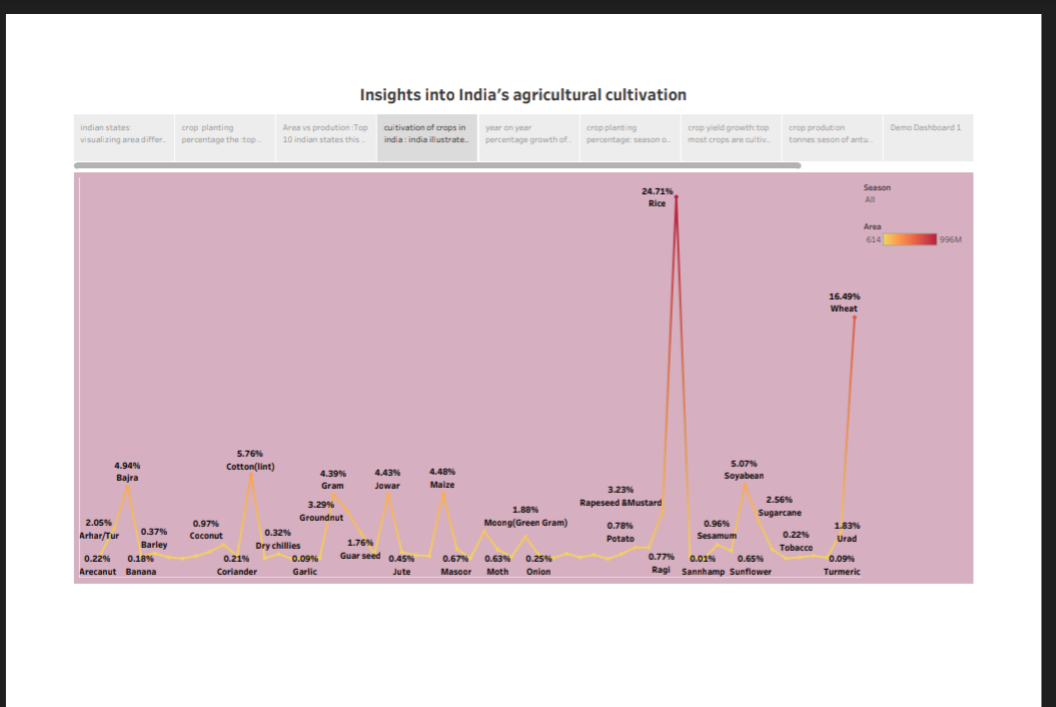 Insights into India's agricultural cultivation
indian states:
visualizing area differ..
crop planting
percentage the :top ..
Area vs prodution :Top
10 indian states this ..
cultivation of crops in
india : india illustrate..
year on year
percentage growth of..
crop planting
percentage: season o..
crop yield growth:top
most crops are cultiv..
crop prodution
tonnes:seson of antu..
Demo Dashboard 1
Season
All
Area
614
996M
24.71%
Rice
16.49%
Wheat
4.94%
Bajra
5.76%
Cotton(lint)
4.39%
Gram
4.43%
Jowar
4.48%
Maize
5.07%
Soyabean
3.23%
Rapeseed &Mustard
2.56%
Sugarcane
3.29%
Groundnut
1.88%
Moong(Green Gram)
2.05%
Arhar/Tur
0.37%
Barley
0.97%
Coconut
0.32%
Dry chillies
1.76%
Guar seed
0.78%
Potato
0.96%
Sesamum
0.22%
Tobacco
1.83%
Urad
0.22%
Arecanut
0.18%
Banana
0.21%
Coriander
0.09%
Garlic
0.45%
Jute
0.67%
Masoor
0.63%
Moth
0.25%
Onion
0.77%
Ragi
0.01%
Sannhamp
0.65%
Sunflower
0.09%
Turmeric